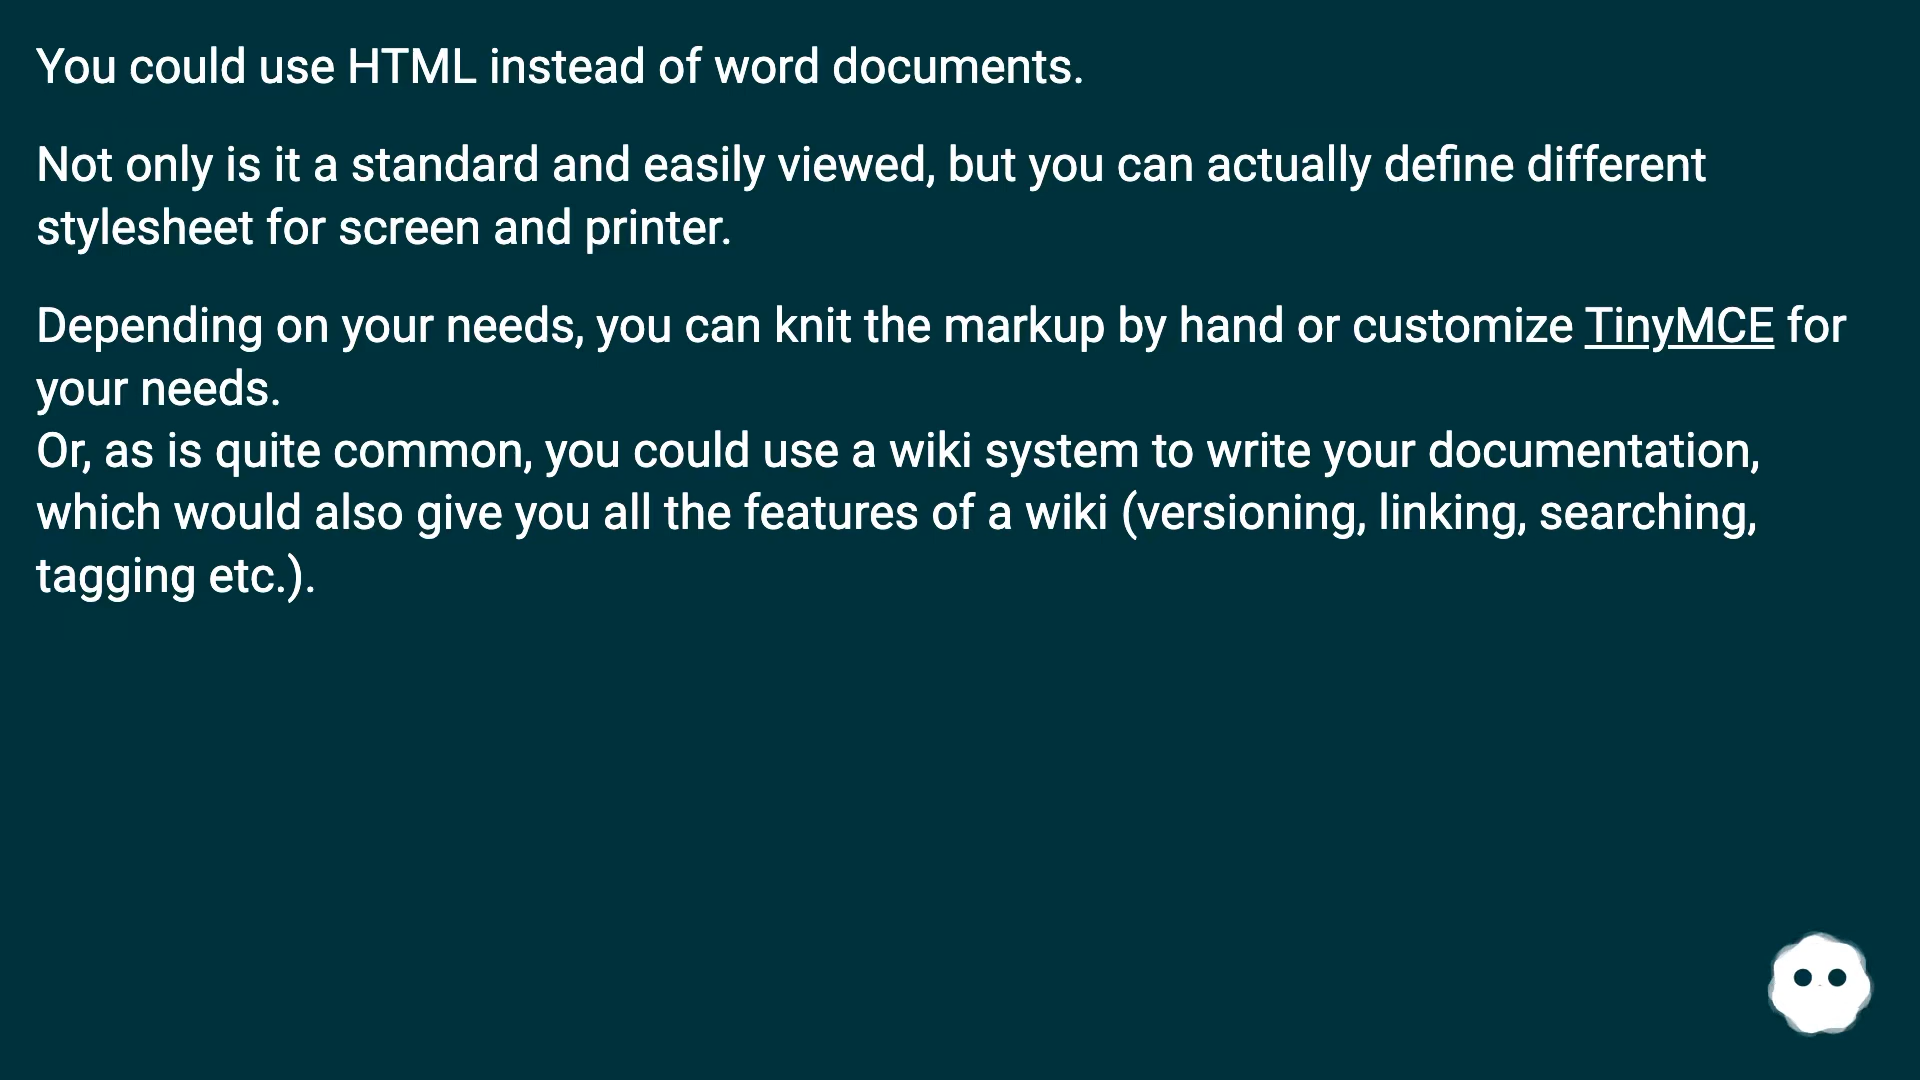 You could use HTML instead of word documents.
Not only is it a standard and easily viewed, but you can actually define different
stylesheet for screen and printer.
Depending on your needs, you can knit the markup by hand or customize TinyMCE for
your needs.
Or, as is quite common, you could use a wiki system to write your documentation,
which would also give you all the features of a wiki (versioning, linking, searching,
tagging etc.).